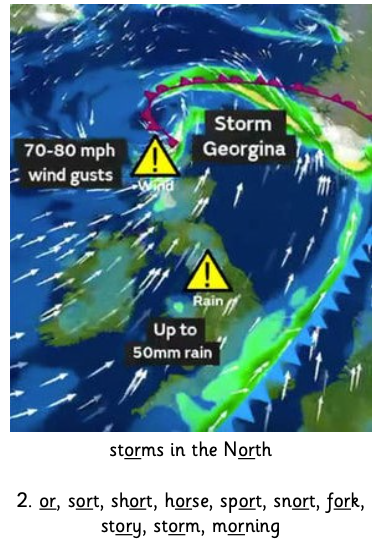 Storm
Georgina
70-80 mph
wind gusts
Wind
Rain
Up to
50mm rain
storms in the North
2. or, sort, short, horse, sport, snort, fork,
story, storm, morning